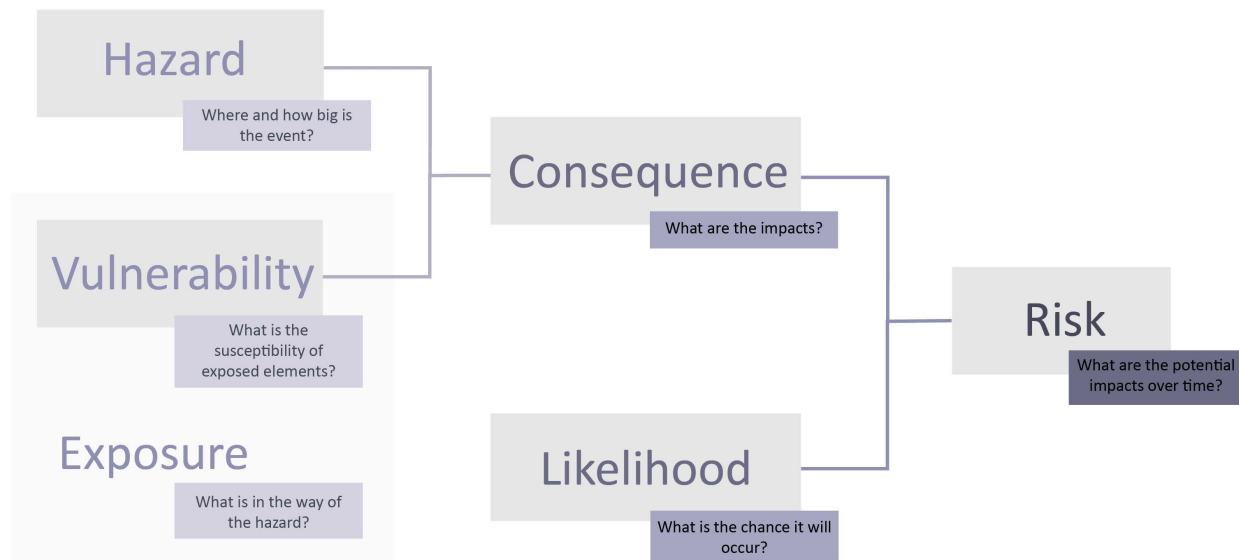 Hazard
Where and how big is
the event?
Vulnerability
What is the
susceptibility of
exposed elements?
Exposure
What is in the way of
the hazard?
Consequence
What are the impacts?
Likelihood
What is the chance it will
occur?
Risk
What are the potential
impacts over time?